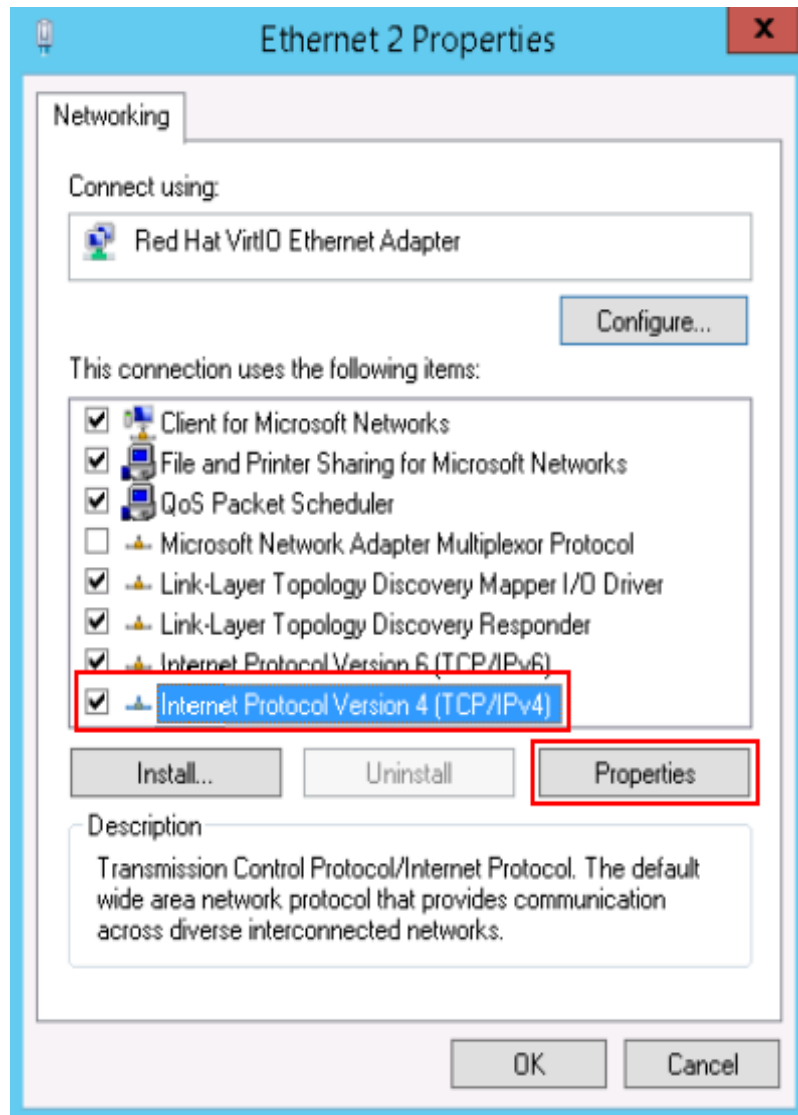 Ethernet 2 Properties
x
Networking
Connect using:
Red Hat VirtIO Ethernet Adapter
Configure...
This connection uses the following items:
Client for Microsoft Networks
File and Printer Sharing for Microsoft Networks
QoS Packet Scheduler
Microsoft Network Adapter Multiplexor Protocol
Link-Layer Topology Discovery Mapper I/O Driver
Link-Layer Topology Discovery Responder
Internet Protocol Version 6 (TCP/IPv6)
Internet Protocol Version 4 (TCP/IPv4)
Install... Uninstall Properties
Description
Transmission Control Protocol/Internet Protocol. The default
wide area network protocol that provides communication
across diverse interconnected networks.
OK Cancel